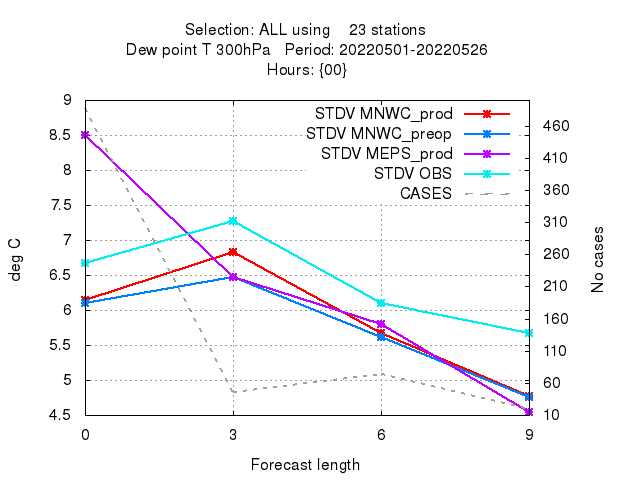 Selection: ALL using 23 stations
Dew point T 300hPa Period: 20220501-20220526
Hours: {00}
STDV MNWC_prod
STDV MNWC_preop
STDV MEPS_prod
STDV OBS
CASES
9
8.5
8
7.5
7
6.5
6
5.5
5
4.5
deg C
460
410
360
310
260
210
160
110
60
10
No cases
0 3 6 9
Forecast length